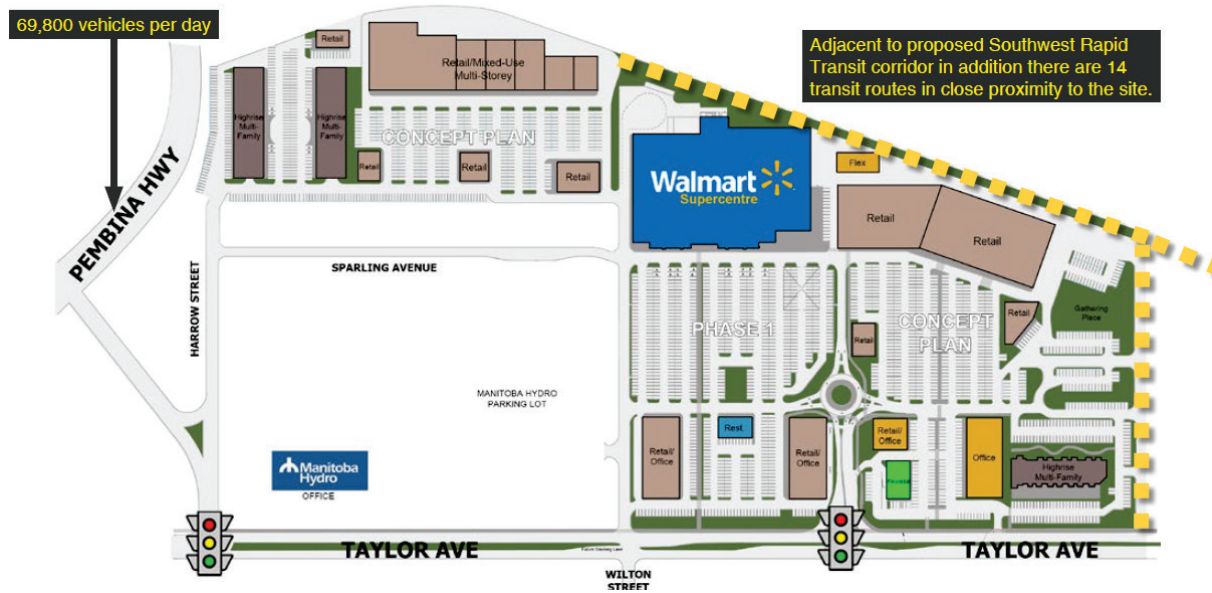 69,800 vehicles per day
Adjacent to proposed Southwest Rapid
Transit corridor in addition there are 14
transit routes in close proximity to the site.
Retail
Retail/Mixed-Use
Multi-Storey
Highrise
Multi-
Family
Highrise
Multi-
Family
CONCEPT PLAN
Retail
Retail
Retail
Walmart
Supercentre
Flex
Retail
Retail
PEMBINA HWY
HARROW STREET
SPARLING AVENUE
PHASE 1
CONCEPT
PLAN
Retail
Gathering
Place
Retail
MANITOBA HYDRO
PARKING LOT
Manitoba
Hydro
OFFICE
Retail/
Office
Rest.
Retail/
Office
Retail/
Office
Office
Highrise
Multi-Family
TAYLOR AVE
TAYLOR AVE
WILTON
STREET